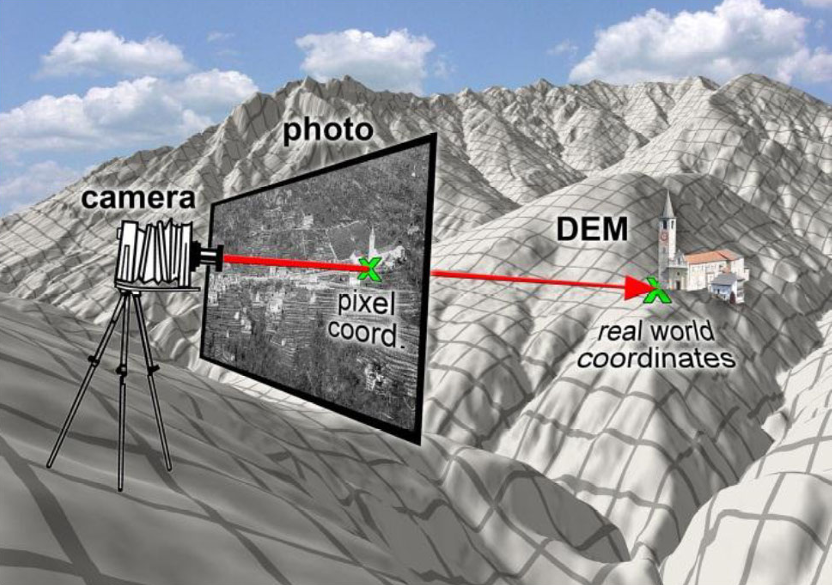 photo
camera
DEM
pixel
coord.
real world
coordinates